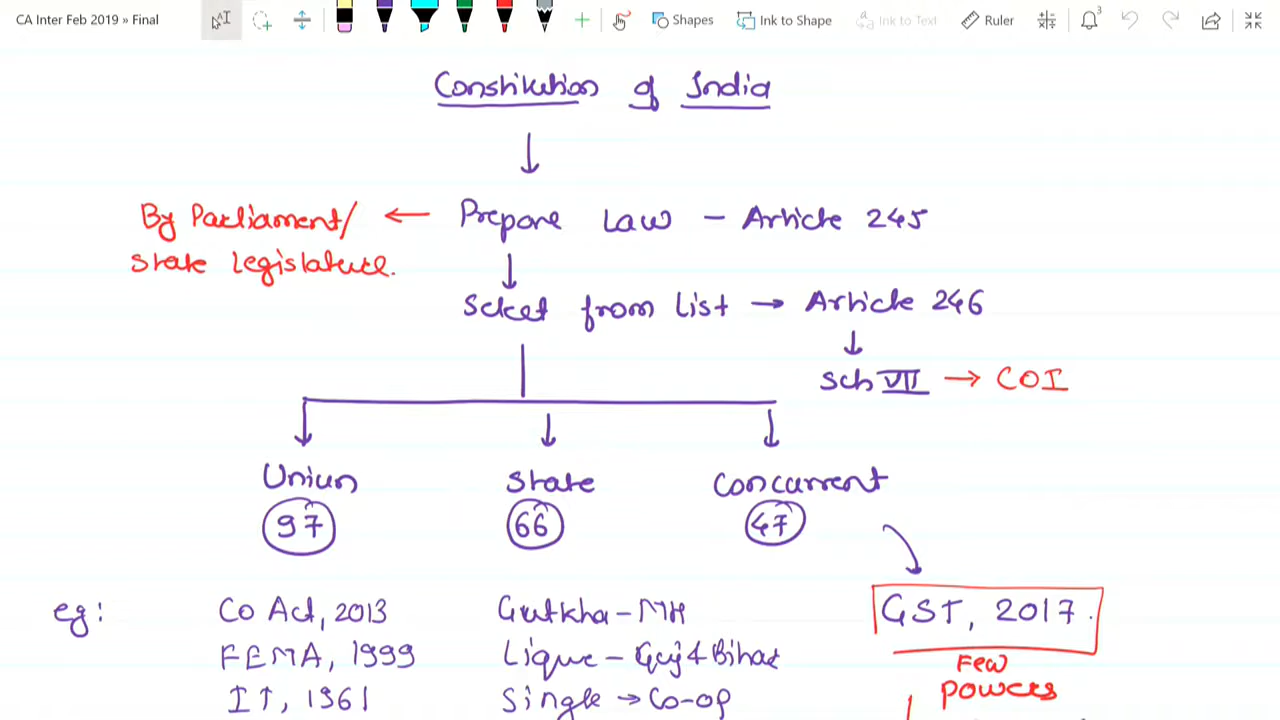 CA Inter Feb 2019 » Final
Shapes
Ink to Shape
Ink to Text
Ruler
3
Constitution of India
By Parliament/ ← Prepare Law – Article 245
State Legislature.
Select from List → Article 246
Sch VII → COI
Union State Concurrent
97 66 47
eg: Co Act, 2013 Gutkha – MH GST, 2017.
FEMA, 1999 Lique – Guj & Bihar Few
IT, 1961 Single → Co-op Powers